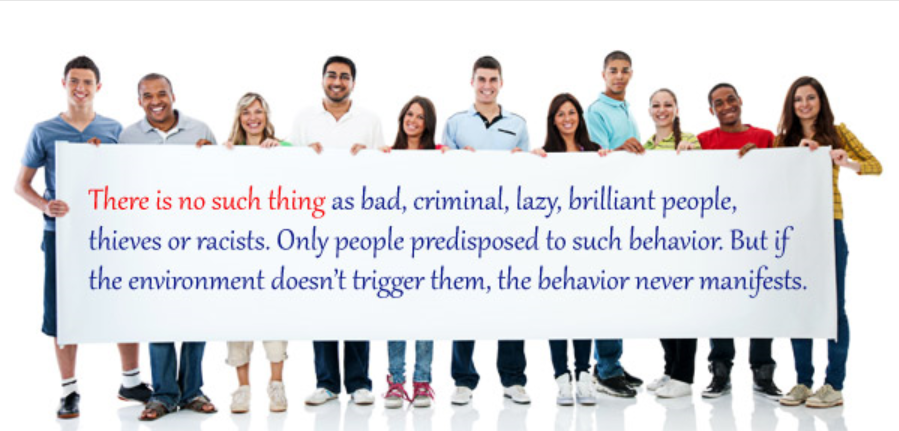 There is no such thing as bad, criminal, lazy, brilliant people,
thieves or racists. Only people predisposed to such behavior. But if
the environment doesn't trigger them, the behavior never manifests.